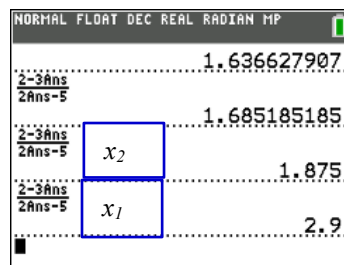 NORMAL FLOAT DEC REAL RADIAN MP
1.636627907
2-3Ans
2Ans-5
1.685185185
2-3Ans
2Ans-5
x2
1.875
2-3Ans
2Ans-5
x1
2.9